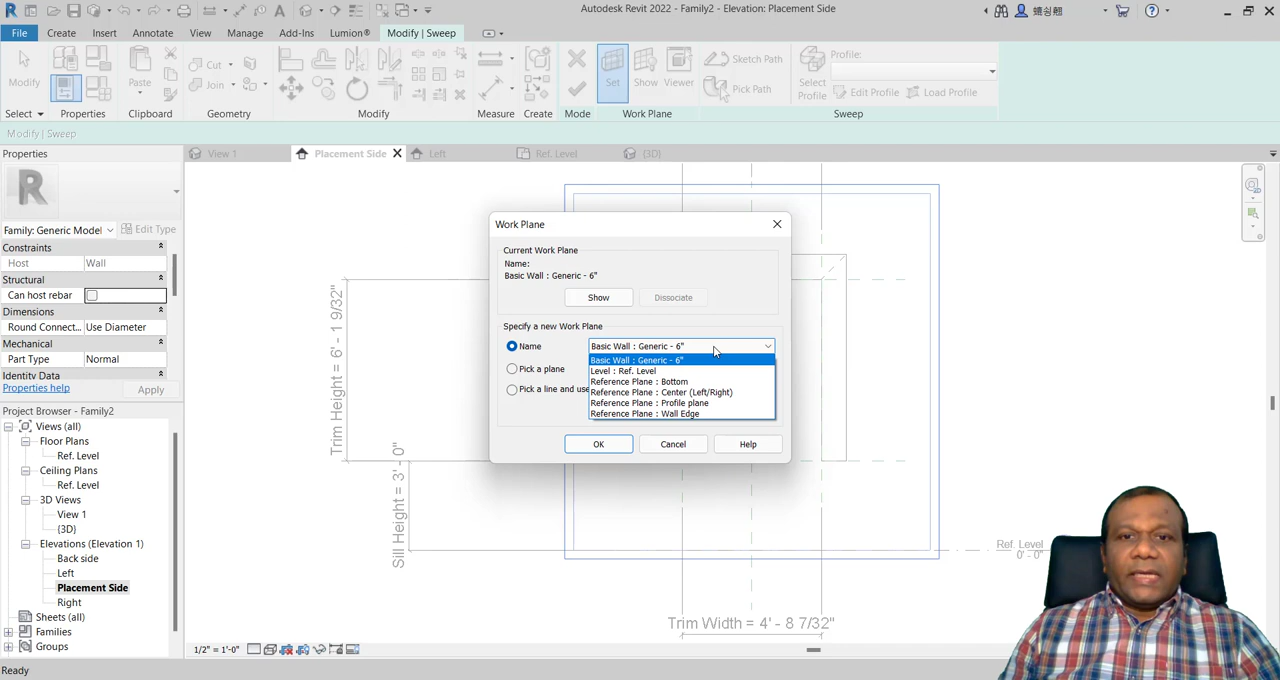 Autodesk Revit 2022 - Family2 - Elevation: Placement Side
File Create Insert Annotate View Manage Add-Ins Lumion® Modify | Sweep
Modify
Paste
Cut
Join
Set Show Viewer
Sketch Path
Pick Path
Select
Profile
Profile:
Edit Profile Load Profile
Select Properties Clipboard Geometry Modify Measure Create Mode Work Plane Sweep
Modify | Sweep
Properties
View 1 Placement Side Left Ref. Level {3D}
Family: Generic Model Edit Type
Constraints
Host Wall
Structural
Can host rebar
Dimensions
Round Connect... Use Diameter
Mechanical
Part Type Normal
Identity Data
Properties help Apply
Project Browser - Family2
Views (all)
Floor Plans
Ref. Level
Ceiling Plans
Ref. Level
3D Views
View 1
{3D}
Elevations (Elevation 1)
Back side
Left
Placement Side
Right
Sheets (all)
Families
Groups
Ready
Work Plane
Current Work Plane
Name:
Basic Wall : Generic - 6"
Show Dissociate
Specify a new Work Plane
Name Basic Wall : Generic - 6"
Basic Wall : Generic - 6"
Level : Ref. Level
Reference Plane : Bottom
Reference Plane : Center (Left/Right)
Reference Plane : Profile plane
Reference Plane : Wall Edge
Pick a plane
Pick a line and use
OK Cancel Help
Trim Height = 6' - 1 9/32"
Sill Height = 3' - 0"
Trim Width = 4' - 8 7/32"
Ref. Level
0' - 0"
1/2" = 1'-0"